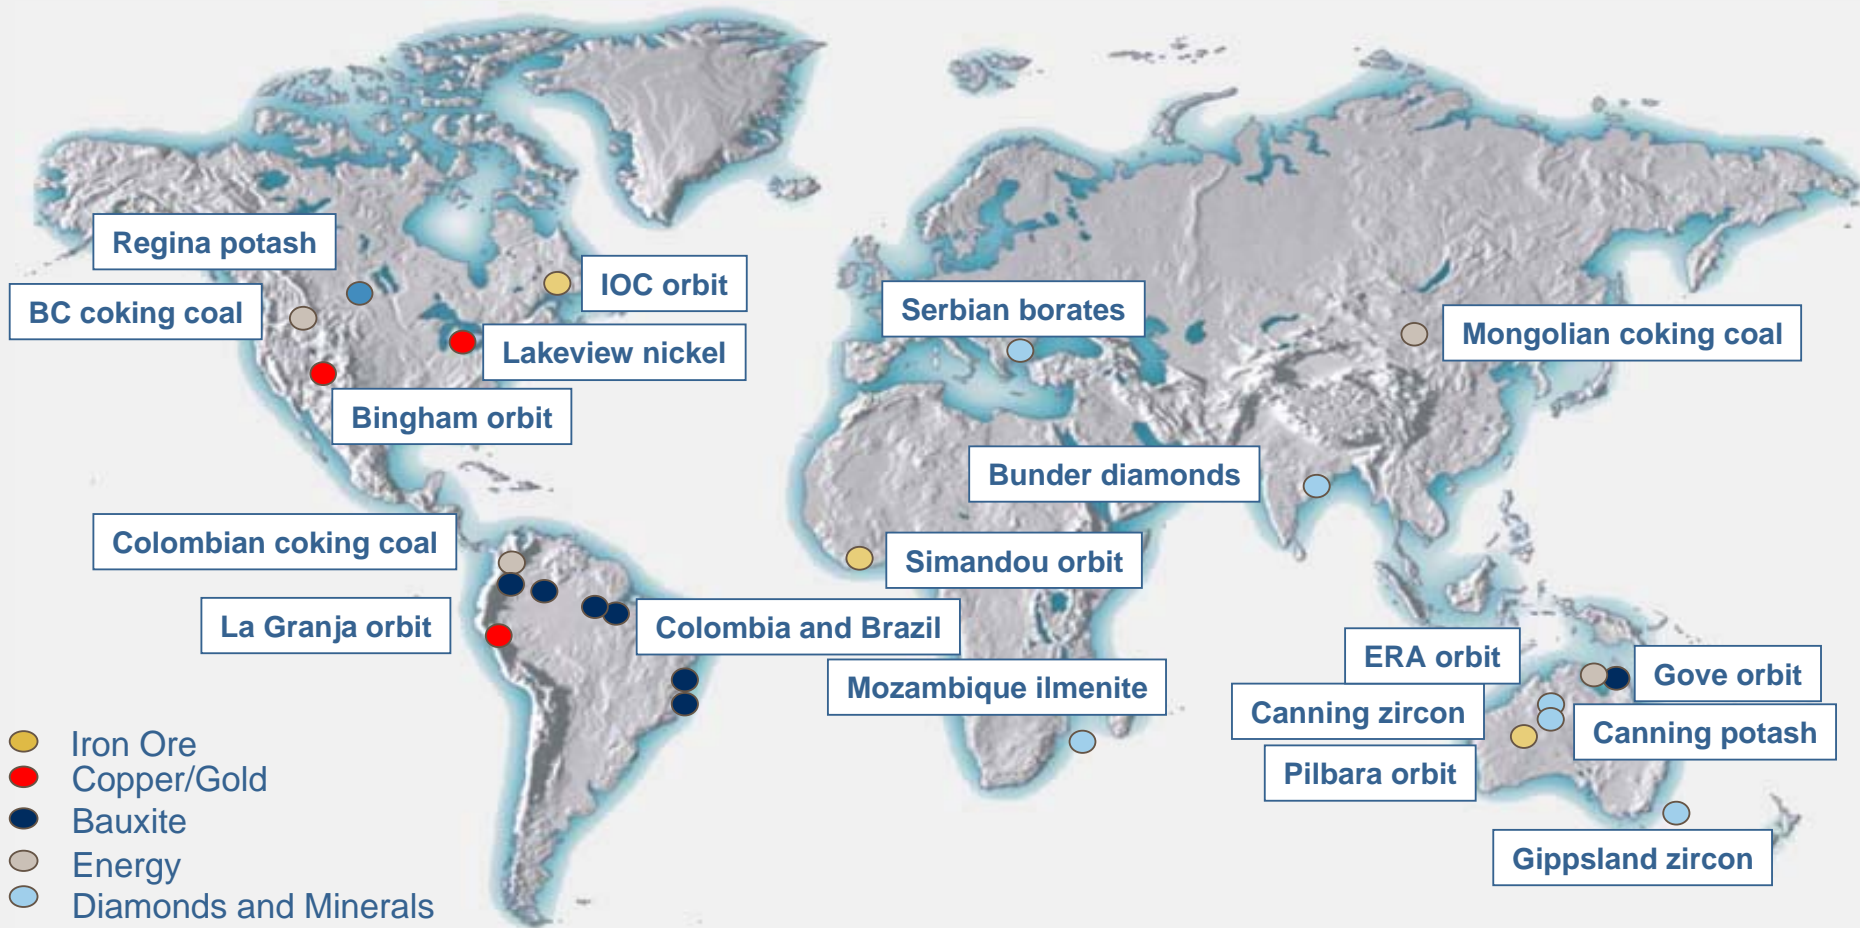 Regina potash
IOC orbit
BC coking coal
Serbian borates
Mongolian coking coal
Lakeview nickel
Bingham orbit
Bunder diamonds
Colombian coking coal
Simandou orbit
La Granja orbit
Colombia and Brazil
ERA orbit
Mozambique ilmenite
Gove orbit
Canning zircon
Canning potash
Pilbara orbit
Gippsland zircon
Iron Ore
Copper/Gold
Bauxite
Energy
Diamonds and Minerals